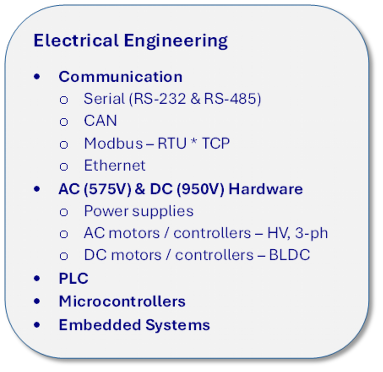 Electrical Engineering
• Communication
o Serial (RS-232 & RS-485)
o CAN
o Modbus – RTU * TCP
o Ethernet
• AC (575V) & DC (950V) Hardware
o Power supplies
o AC motors / controllers – HV, 3-ph
o DC motors / controllers – BLDC
• PLC
• Microcontrollers
• Embedded Systems